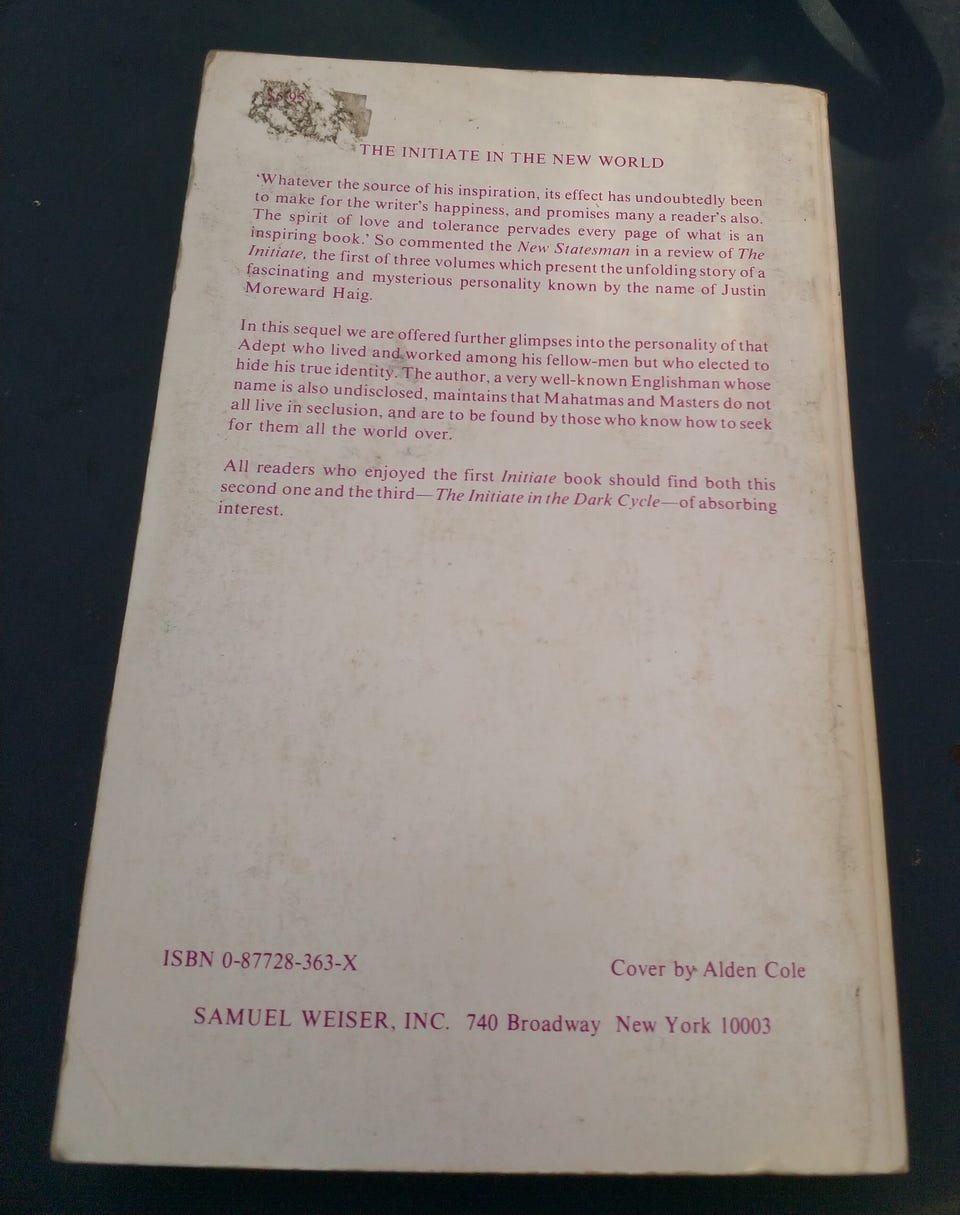 $5.95
THE INITIATE IN THE NEW WORLD
‘Whatever the source of his inspiration, its effect has undoubtedly been
to make for the writer’s happiness, and promises many a reader’s also.
The spirit of love and tolerance pervades every page of what is an
inspiring book.’ So commented the New Statesman in a review of The
Initiate, the first of three volumes which present the unfolding story of a
fascinating and mysterious personality known by the name of Justin
Moreward Haig.
In this sequel we are offered further glimpses into the personality of that
Adept who lived and worked among his fellow-men but who elected to
hide his true identity. The author, a very well-known Englishman whose
name is also undisclosed, maintains that Mahatmas and Masters do not
all live in seclusion, and are to be found by those who know how to seek
for them all the world over.
All readers who enjoyed the first Initiate book should find both this
second one and the third—The Initiate in the Dark Cycle—of absorbing
interest.
ISBN 0-87728-363-X
Cover by Alden Cole
SAMUEL WEISER, INC. 740 Broadway New York 10003